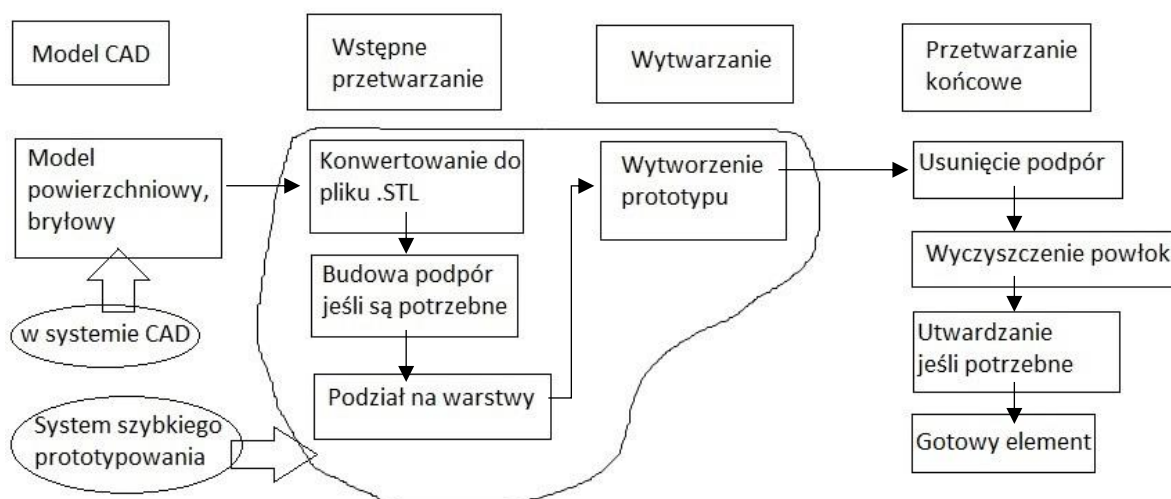 Model CAD
Wstępne
przetwarzanie
Wytwarzanie
Przetwarzanie
końcowe
Model
powierzchniowy,
bryłowy
w systemie CAD
System szybkiego
prototypowania
Konwertowanie do
pliku .STL
Budowa podpór
jeśli są potrzebne
Podział na warstwy
Wytworzenie
prototypu
Usunięcie podpór
Wyczyszczenie powłok
Utwardzanie
jeśli potrzebne
Gotowy element